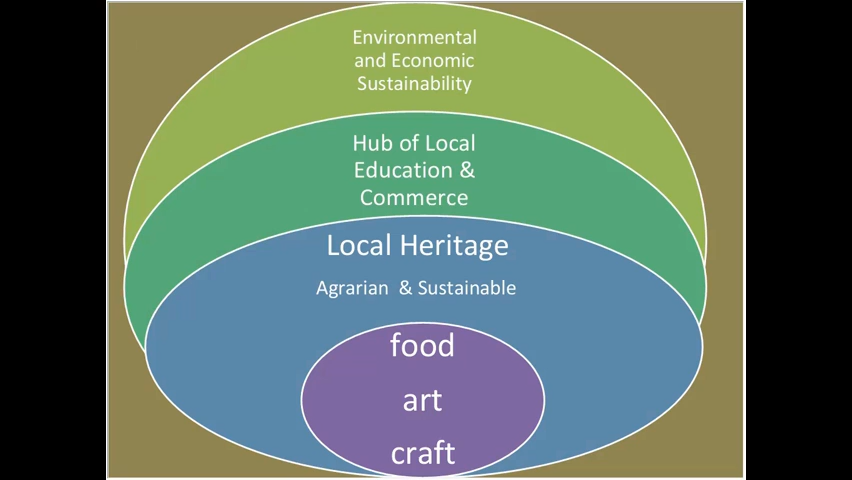 Environmental
and Economic
Sustainability
Hub of Local
Education &
Commerce
Local Heritage
Agrarian & Sustainable
food
art
craft